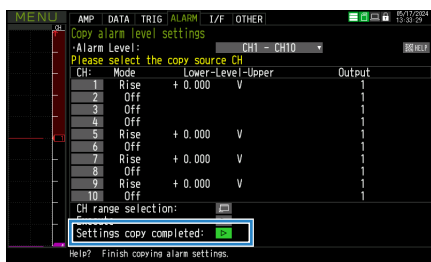 MENU AMP DATA TRIG ALARM I/F OTHER 05/17/2024
13:33:29
CH
Copy alarm level settings
•Alarm Level: CH1 - CH10 ▼ HELP
Please select the copy source CH
CH: Mode Lower-Level-Upper Output
1 Rise + 0.000 V 1
2 Off 1
3 Off 1
4 Off 1
5 Rise + 0.000 V 1
6 Off 1
7 Rise + 0.000 V 1
8 Off 1
9 Rise + 0.000 V 1
10 Off 1
CH range selection:
Settings copy completed:
Help? Finish copying alarm settings.